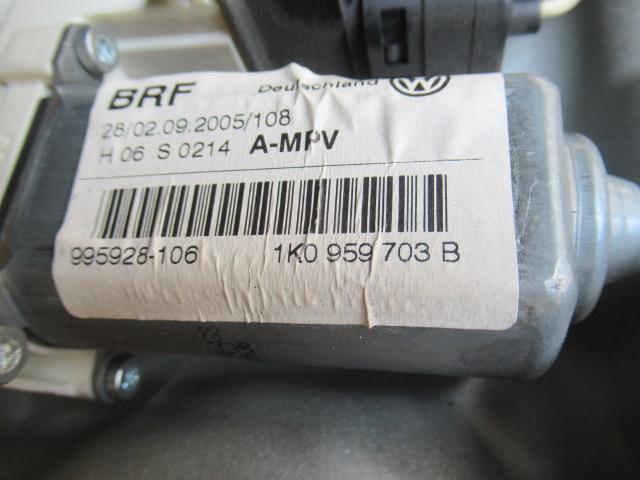 BRF Deutschland
28/02.09.2005/108
H 06 S 0214 A-MPV
995928-106 1K0 959 703 B